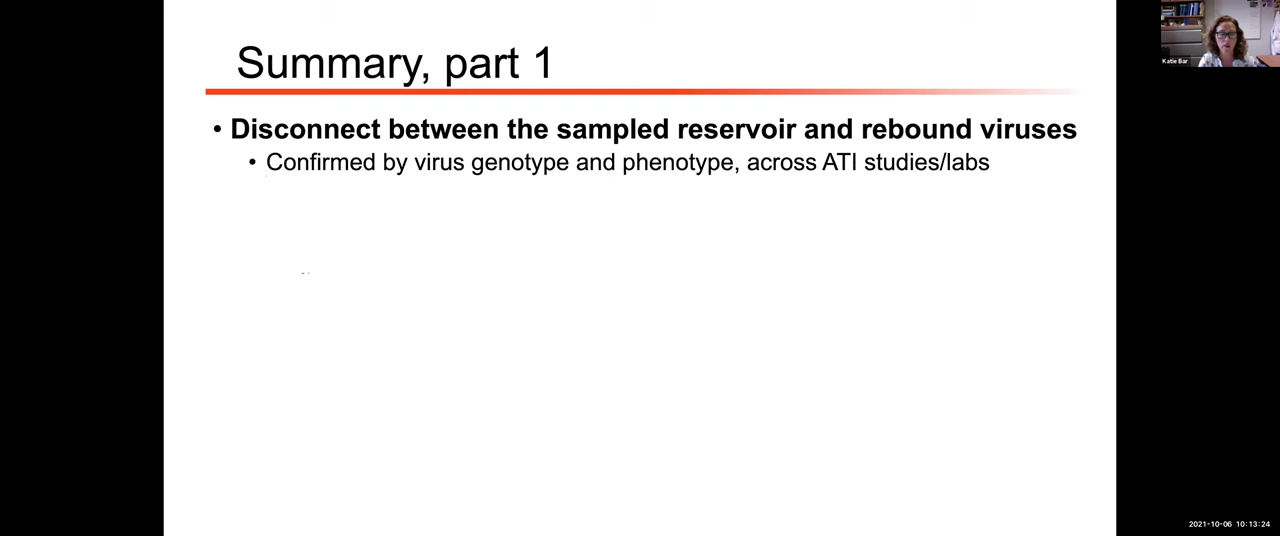 Summary, part 1
• Disconnect between the sampled reservoir and rebound viruses
• Confirmed by virus genotype and phenotype, across ATI studies/labs
Katie Bar
2021-10-06 10:13:24